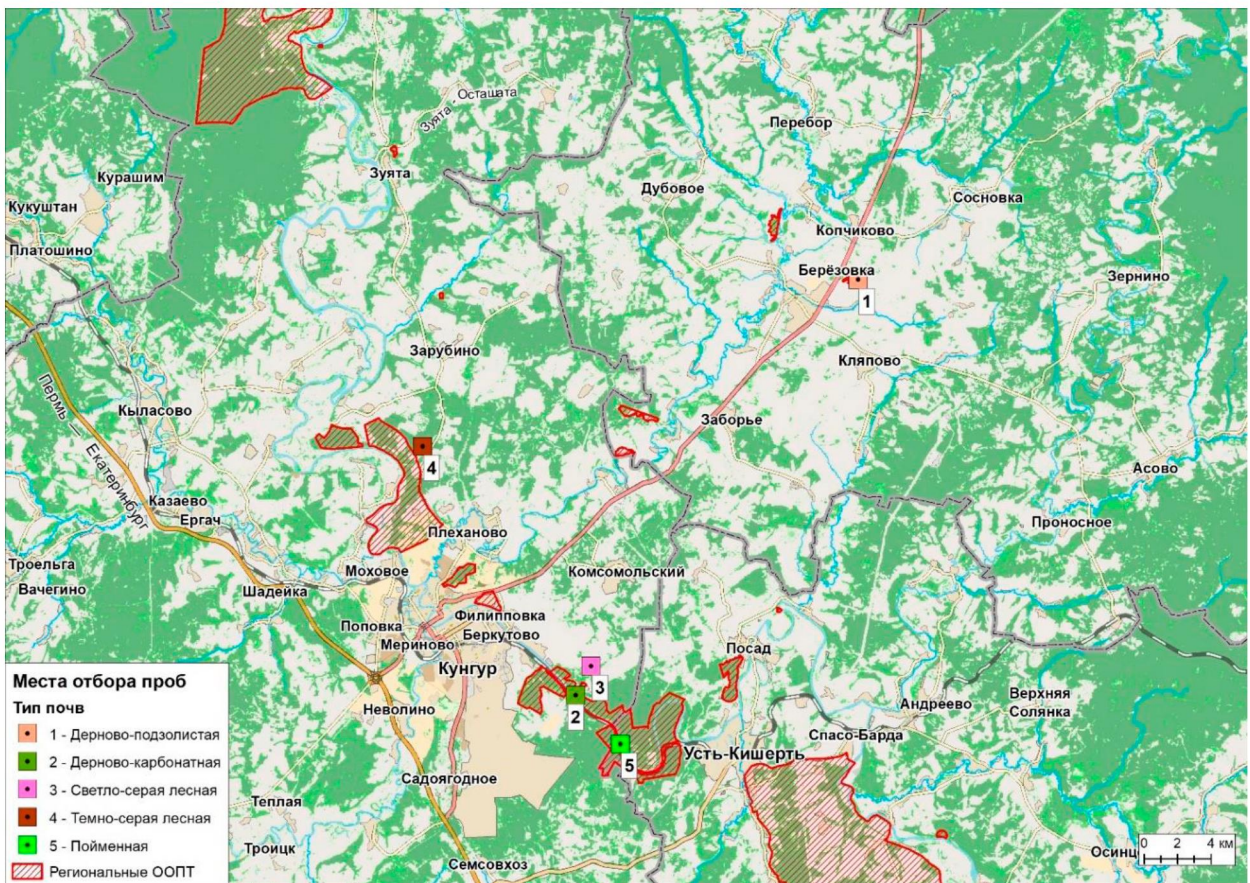 Перебор
Зуята - Осташата
Зуята
Курашим
Кукуштан
Платошино
Дубовое
Сосновка
Копчиково
Берёзовка
Зернино
1
Зарубино
Кляпово
Пермь — Екатеринбург
Кыласово
Заборье
4
Асово
Казаево
Ергач
Плеханово
Проносное
Троельга
Вачегино
Шадейка
Моховое
Комсомольский
Поповка
Филипповка
Мериново
Беркутово
Посад
Кунгур
3
2
Неволино
Андреево
Верхняя
Солянка
Спасо-Барда
Усть-Кишерть
5
Садоягодное
Теплая
Троицк
Семсовхоз
Осинц
0 2 4 км
Места отбора проб
Тип почв
1 - Дерново-подзолистая
2 - Дерново-карбонатная
3 - Светло-серая лесная
4 - Темно-серая лесная
5 - Пойменная
Региональные ООПТ